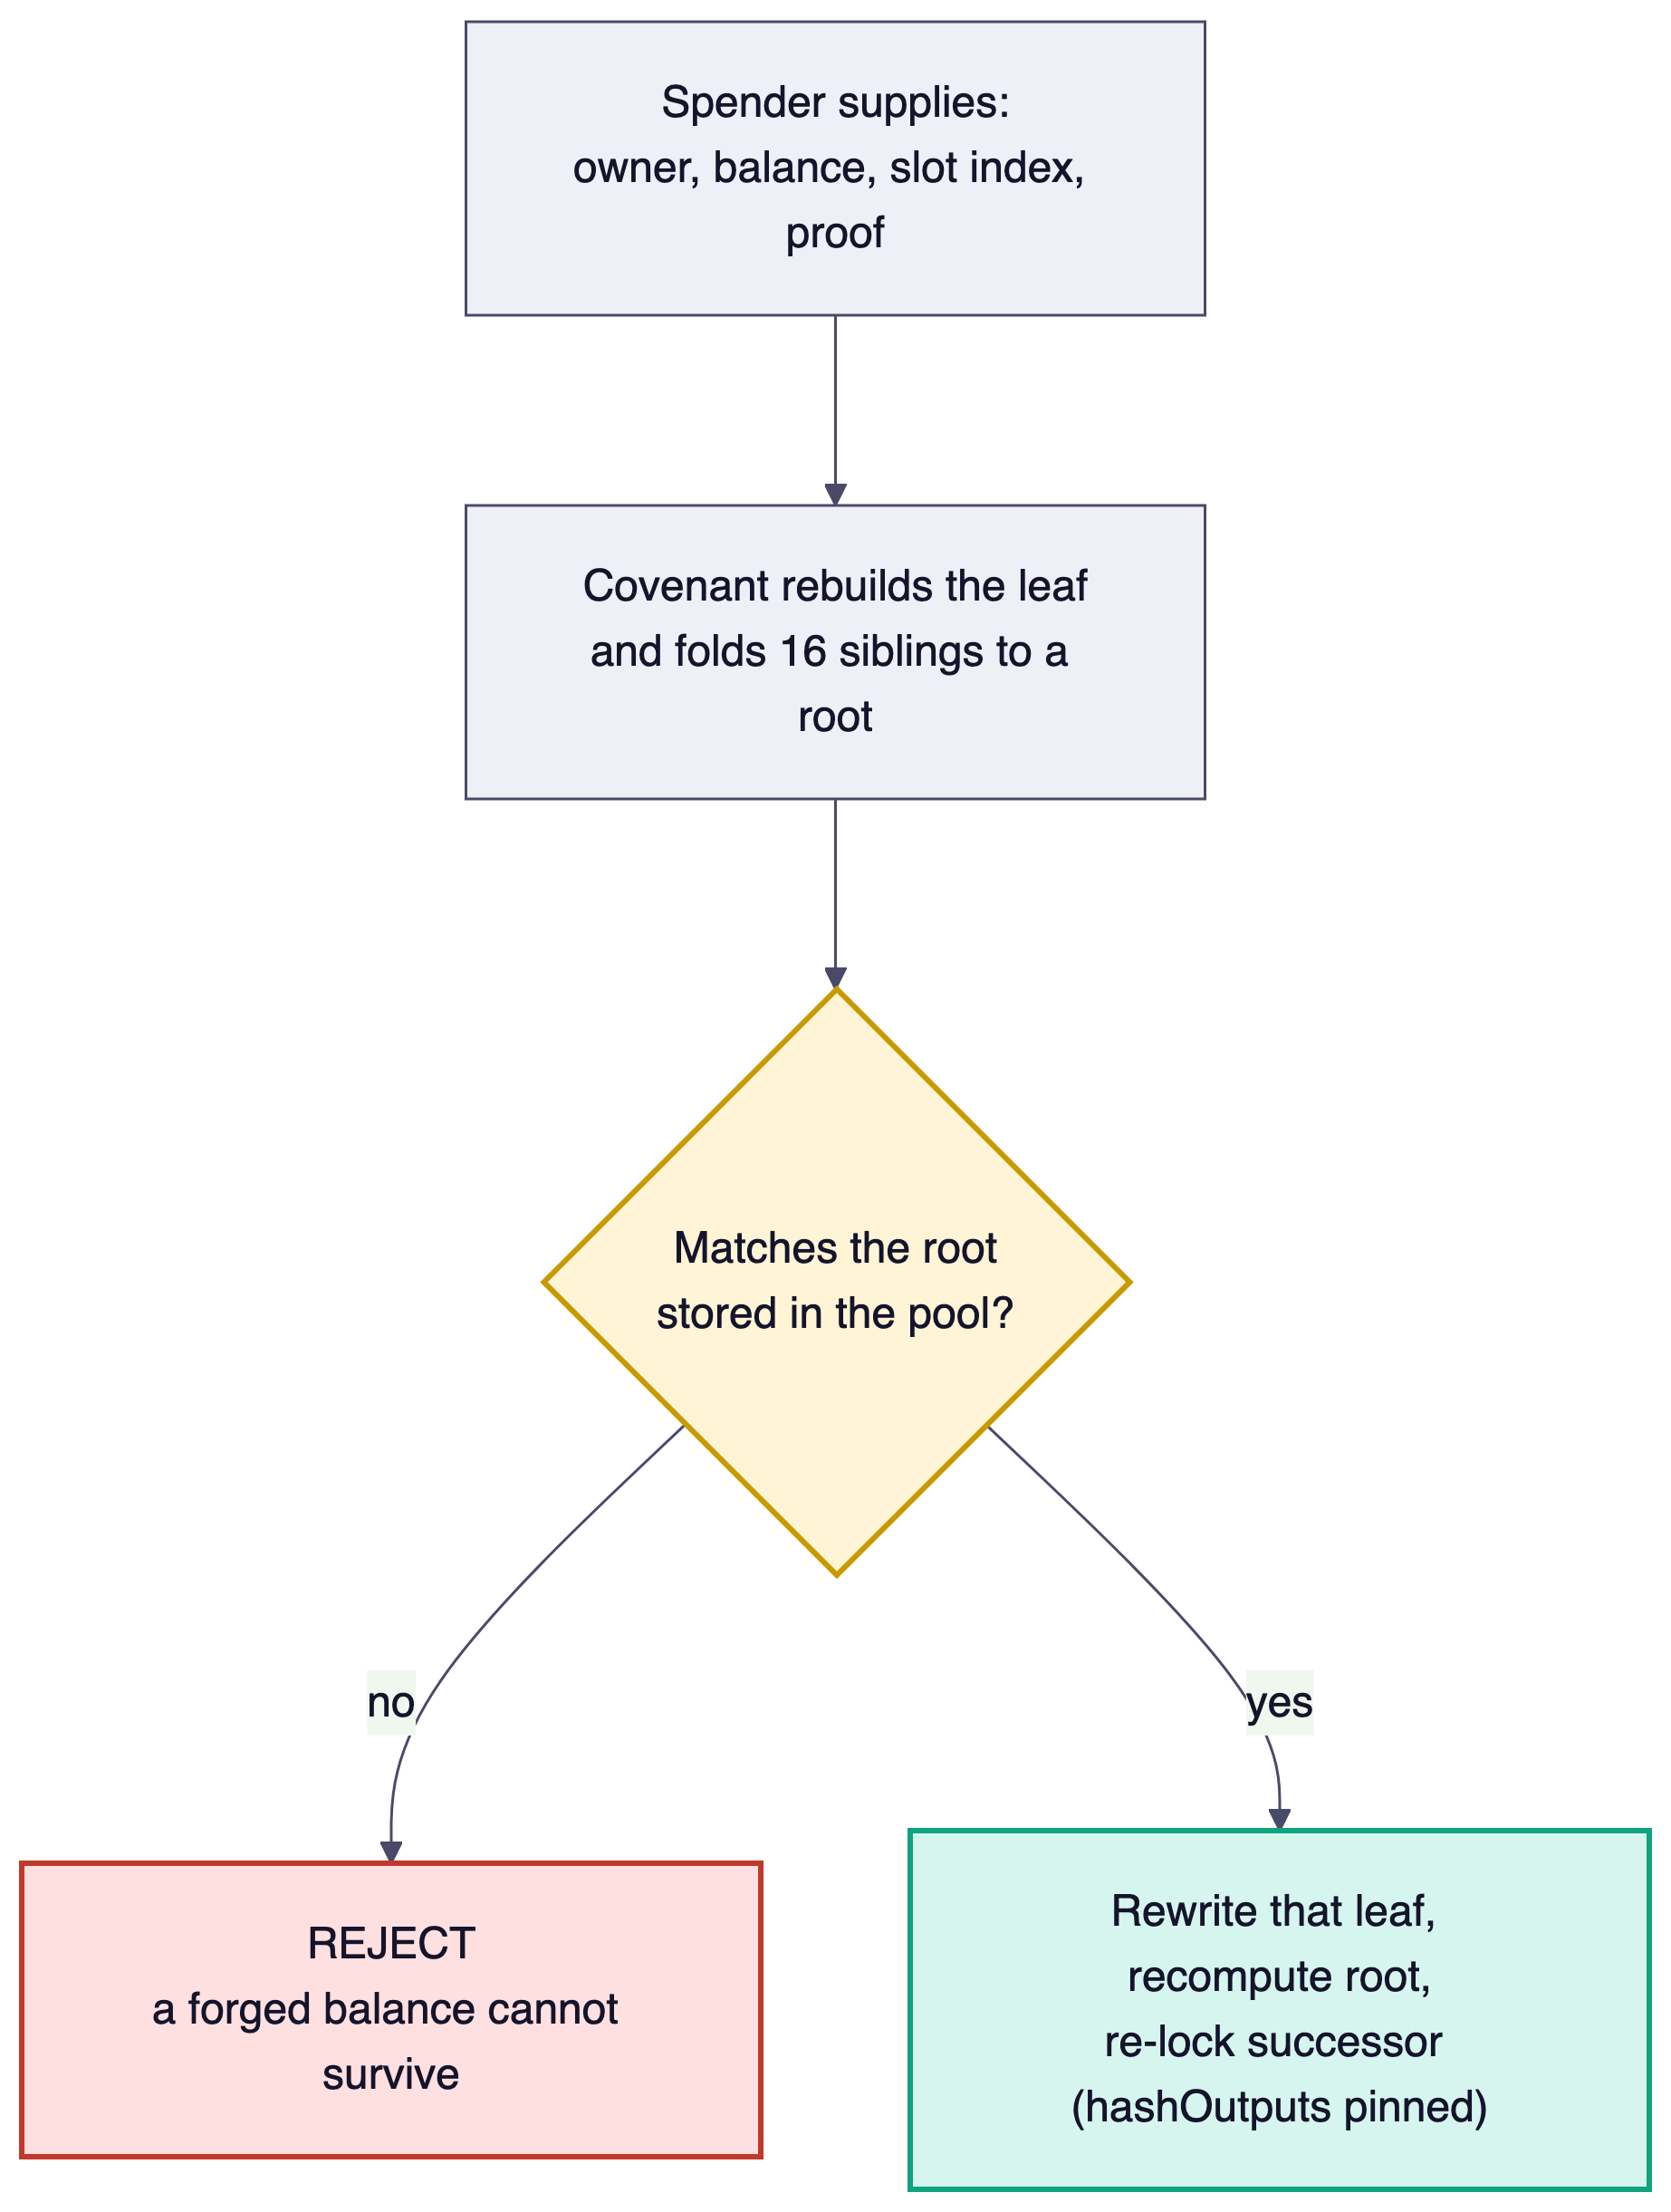 Spender supplies:
owner, balance, slot index,
proof
Covenant rebuilds the leaf
and folds 16 siblings to a
root
Matches the root
stored in the pool?
no
yes
REJECT
a forged balance cannot
survive
Rewrite that leaf,
recompute root,
re-lock successor
(hashOutputs pinned)